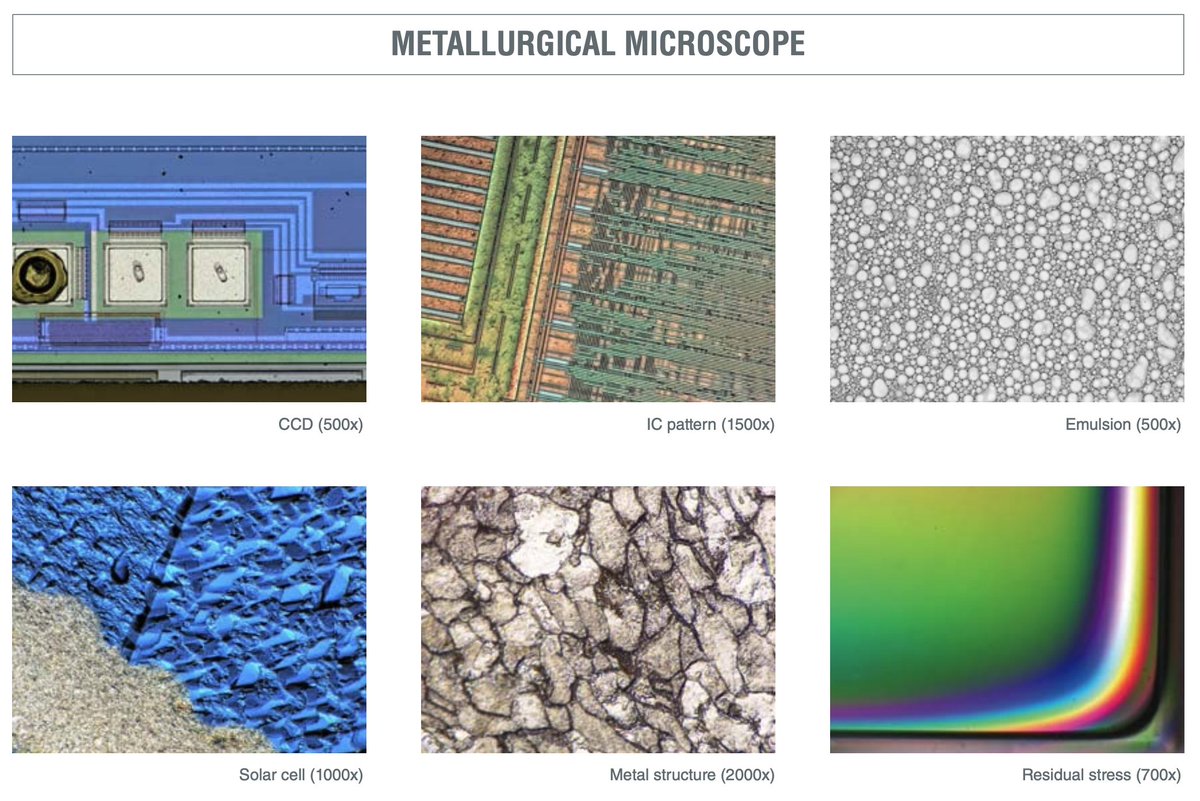 METALLURGICAL MICROSCOPE
CCD (500x)
IC pattern (1500x)
Emulsion (500x)
Solar cell (1000x)
Metal structure (2000x)
Residual stress (700x)